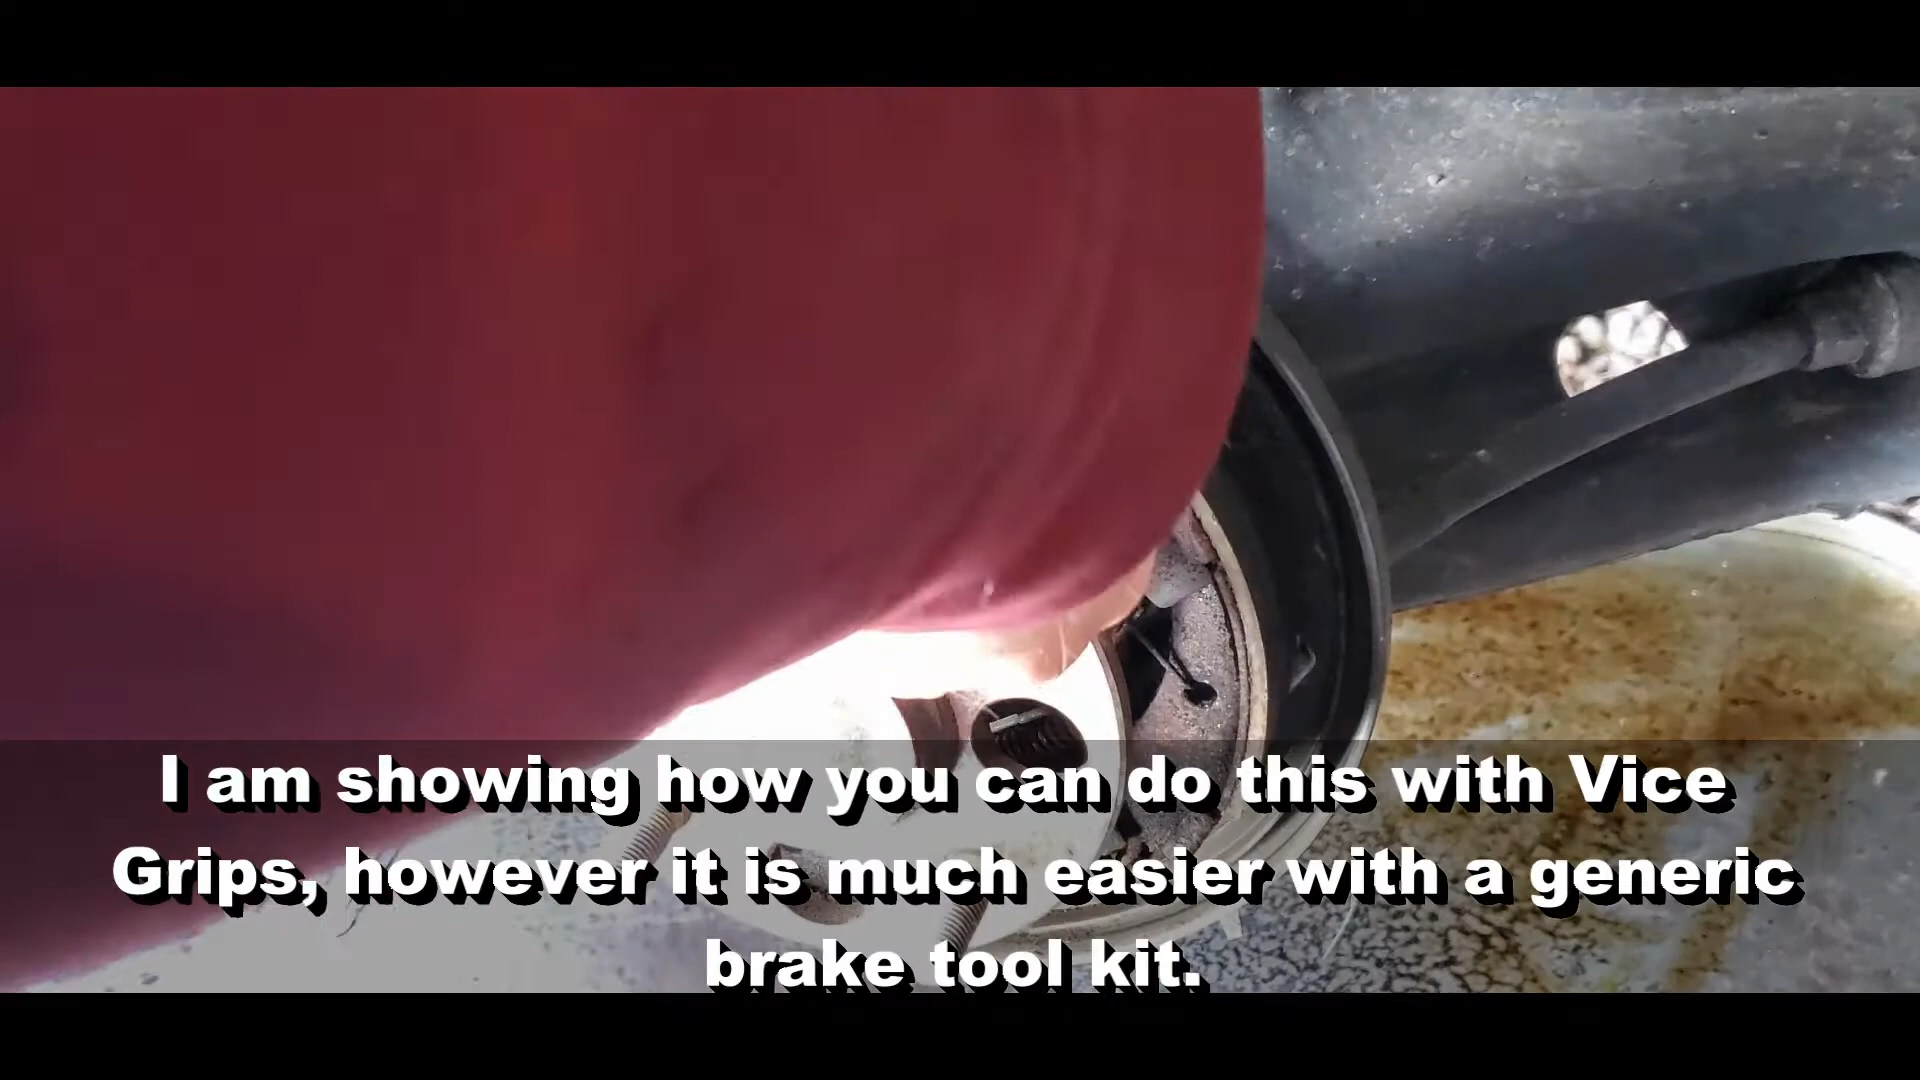 I am showing how you can do this with Vice
Grips, however it is much easier with a generic
brake tool kit.